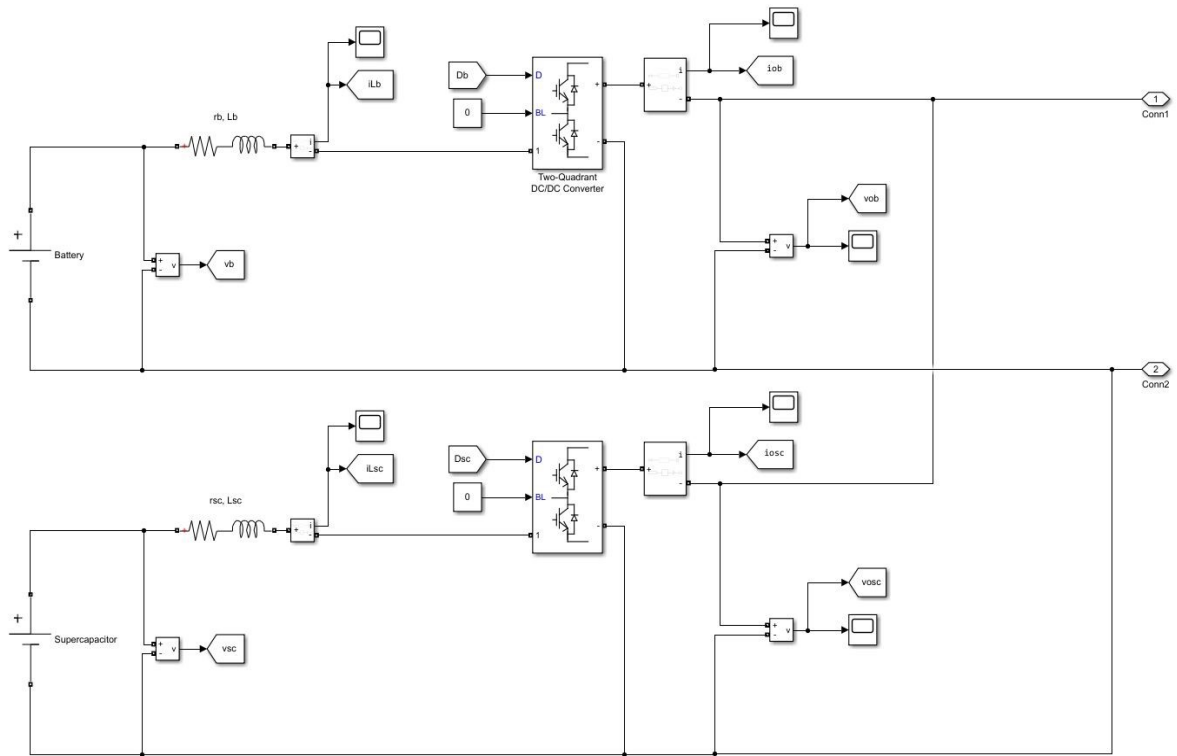 iob
iLb
Db
D
+
i
0
BL
+
-
1
Conn1
rb, Lb
+
+
i
-
1
-
Two-Quadrant
DC/DC Converter
vob
+
Battery
+
-
v
vb
+
-
v
2
Conn2
iosc
iLsc
Dsc
D
+
i
0
BL
+
-
rsc, Lsc
+
+
i
-
1
-
vosc
+
Supercapacitor
+
-
v
vsc
+
-
v